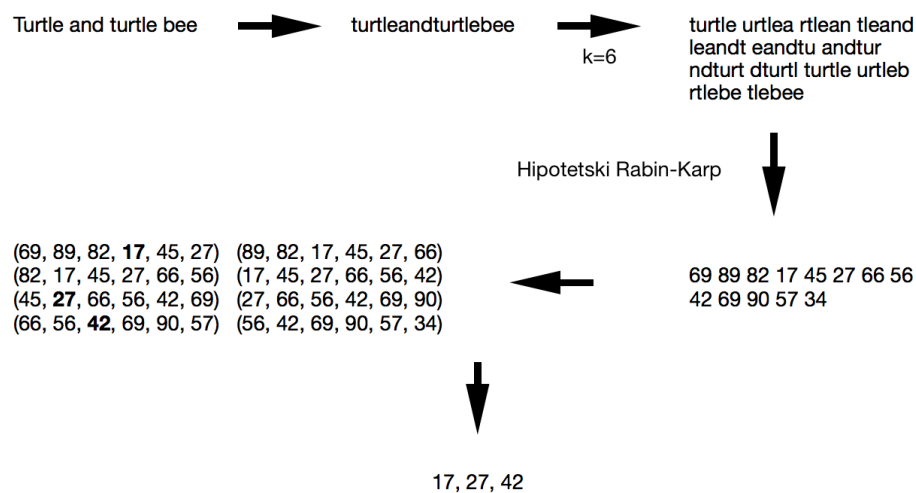 Turtle and turtle bee
turtleandturtlebee
k=6
turtle urtlea rtlean tleand
leandt eandtu andtur
ndturt dturtl turtle urtleb
rtlebe tlebee
Hipotetski Rabin-Karp
69 89 82 17 45 27 66 56
42 69 90 57 34
(69, 89, 82, 17, 45, 27) (89, 82, 17, 45, 27, 66)
(82, 17, 45, 27, 66, 56) (17, 45, 27, 66, 56, 42)
(45, 27, 66, 56, 42, 69) (27, 66, 56, 42, 69, 90)
(66, 56, 42, 69, 90, 57) (56, 42, 69, 90, 57, 34)
17, 27, 42